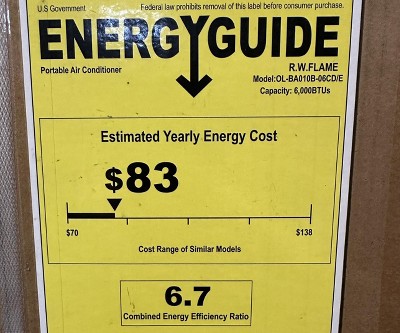 U.S Government Federal law prohibits removal of this label before consumer purchase.
ENERGYGUIDE
Portable Air Conditioner
R.W.FLAME
Model:OL-BA010B-06CD/E
Capacity: 6,000BTUs
Estimated Yearly Energy Cost
$83
$70 $138
Cost Range of Similar Models
6.7
Combined Energy Efficiency Ratio